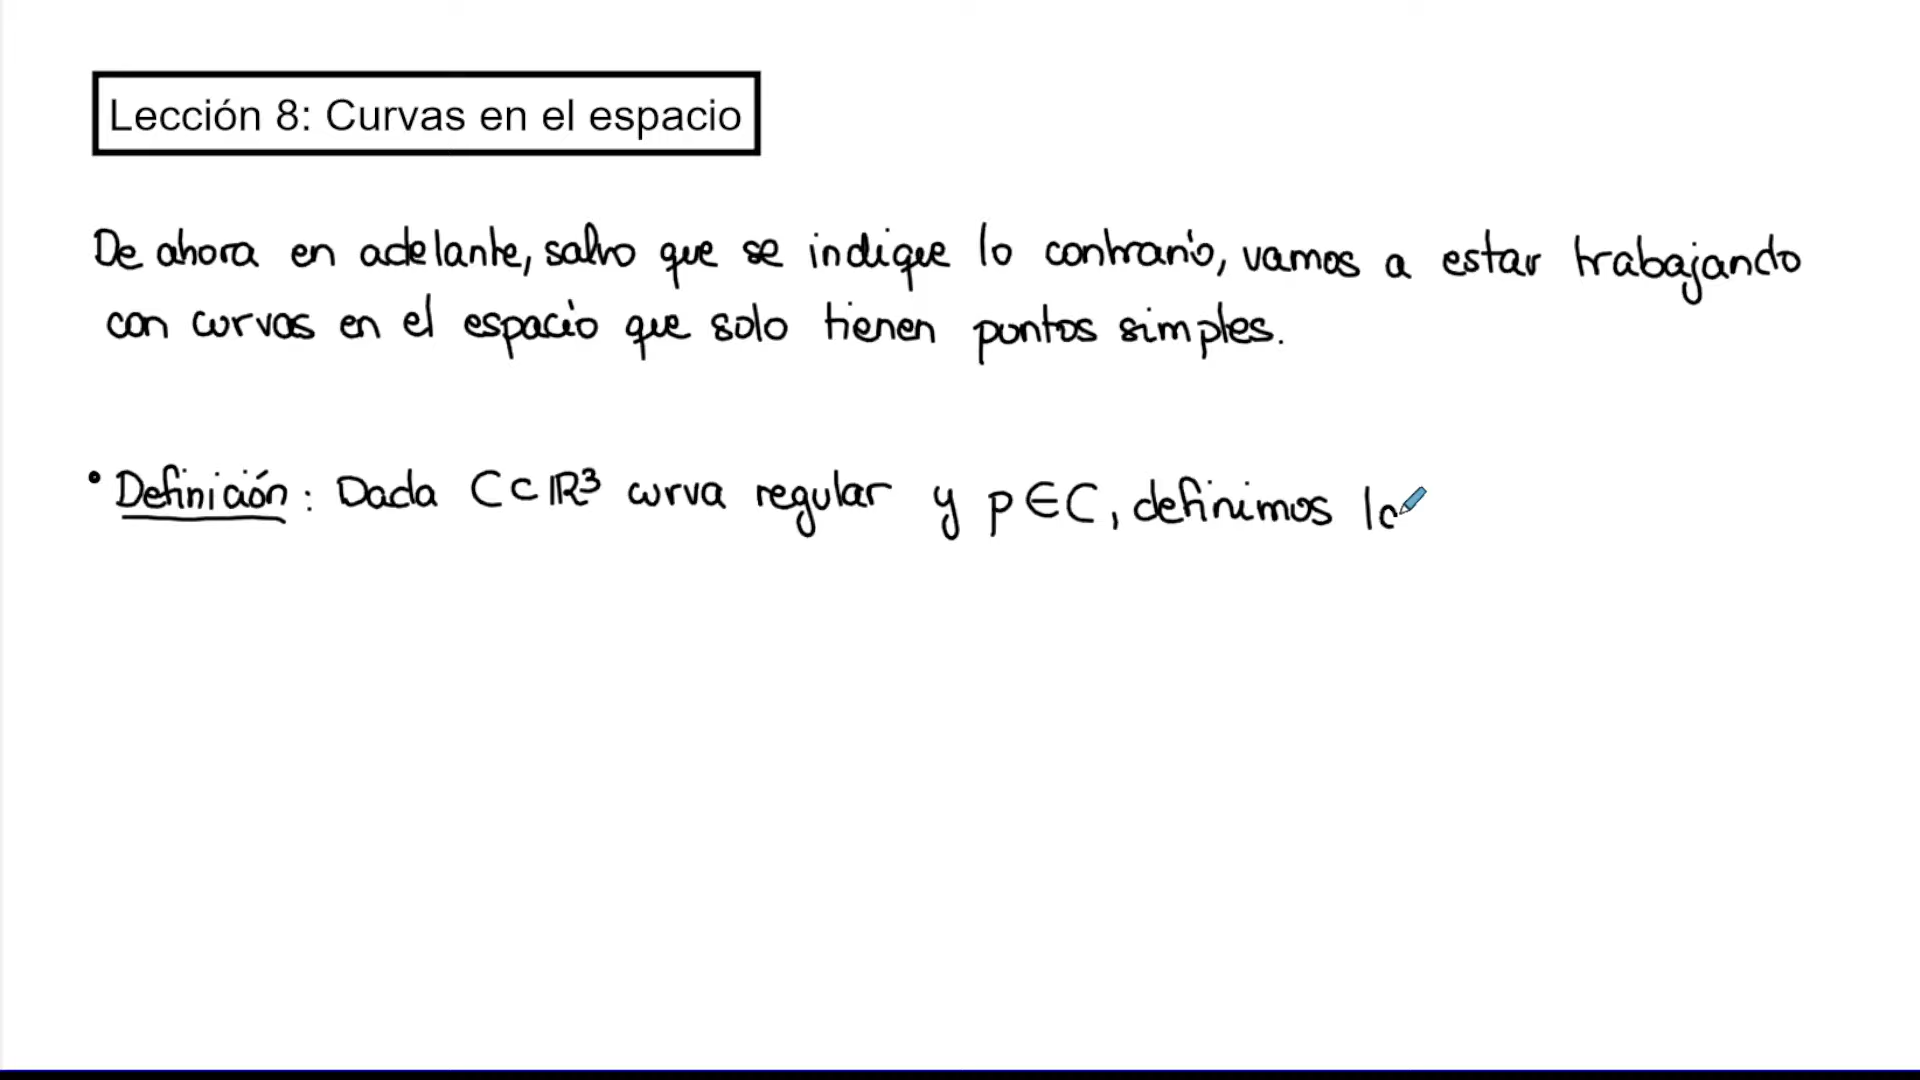 Lección 8: Curvas en el espacio
De ahora en adelante, salvo que se indique lo contrario, vamos a estar trabajando
con curvas en el espacio que solo tienen puntos simples.
• Definición: Dada C⊂ℝ³ curva regular y p∈C, definimos la